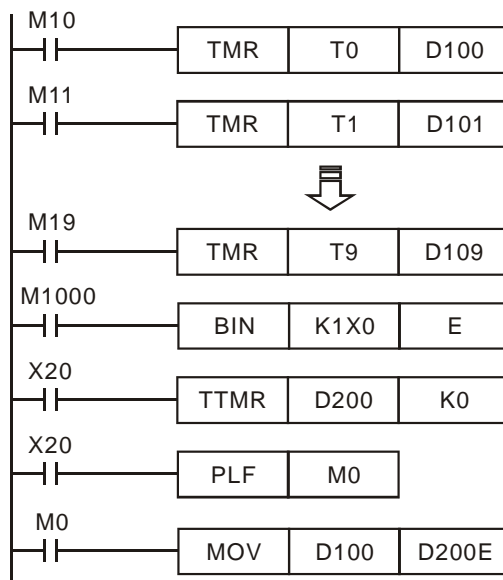 M10
TMR T0 D100
M11
TMR T1 D101
M19
TMR T9 D109
M1000
BIN K1X0 E
X20
TTMR D200 K0
X20
PLF M0
M0
MOV D100 D200E